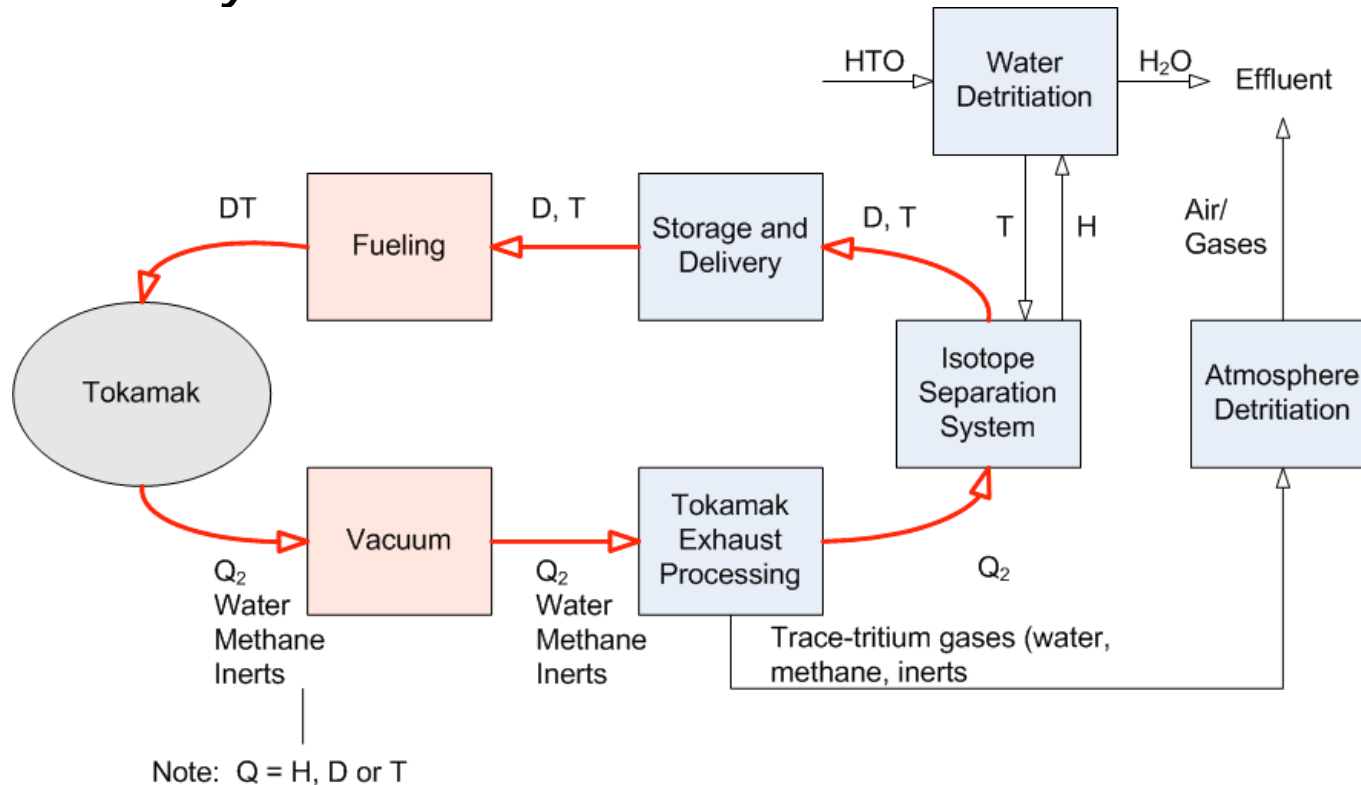 y
HTO
Water
Detritiation
H₂O
Effluent
DT
Fueling
D, T
Storage and
Delivery
D, T
T
H
Air/
Gases
Tokamak
Isotope
Separation
System
Atmosphere
Detritiation
Vacuum
Tokamak
Exhaust
Processing
Q₂
Q₂
Water
Methane
Inerts
Q₂
Water
Methane
Inerts
Trace-tritium gases (water,
methane, inerts
Note: Q = H, D or T